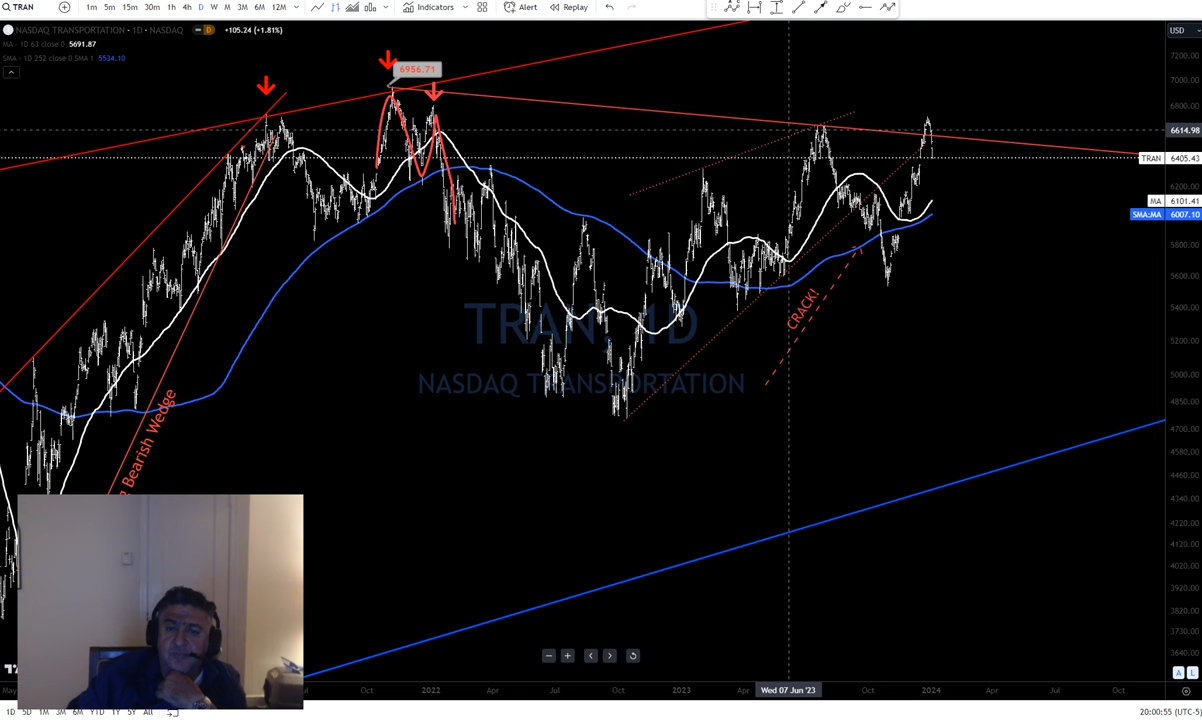 TRAN 1m 5m 15m 30m 1h 4h D W M 3M 6M 12M Indicators Alert Replay
NASDAQ TRANSPORTATION · 1D · NASDAQ D +105.24 (+1.81%) USD
MA · 1D 63 close 0 5691.87
SMA · 1D 252 close 0 SMA 1 5534.10
7200.00
6956.71
7000.00
6800.00
6614.98
TRAN 6405.43
6200.00
MA 6101.41
SMA:MA 6007.10
5800.00
5600.00
CRACK!
5400.00
TRAN, 1D
5200.00
5000.00
NASDAQ TRANSPORTATION
4850.00
Bearish Wedge
4700.00
4580.00
4460.00
4340.00
4220.00
4120.00
4020.00
3920.00
3820.00
3730.00
3640.00
A L
May Jul Oct 2022 Apr Jul Oct 2023 Apr Wed 07 Jun '23 Oct 2024 Apr Jul Oct
1D 5D 1M 3M 6M YTD 1Y 5Y All 20:00:55 (UTC-5)